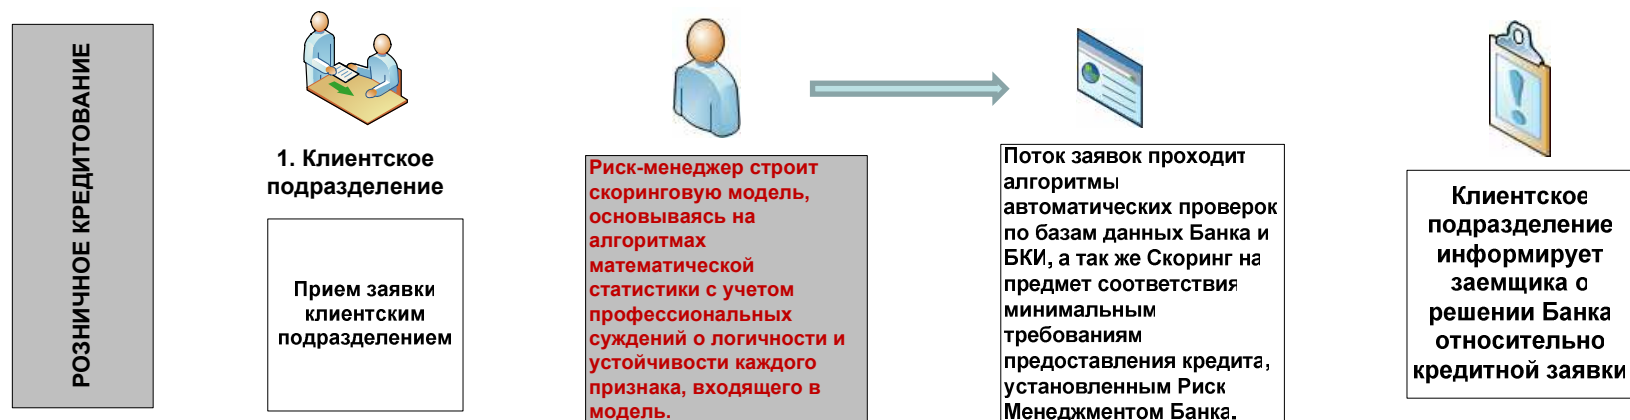 РОЗНИЧНОЕ КРЕДИТОВАНИЕ
1. Клиентское
подразделение
Прием заявки
клиентским
подразделением
Риск-менеджер строит
скоринговую модель,
основываясь на
алгоритмах
математической
статистики с учетом
профессиональных
суждений о логичности и
устойчивости каждого
признака, входящего в
модель.
Поток заявок проходит
алгоритмы
автоматических проверок
по базам данных Банка и
БКИ, а так же Скоринг на
предмет соответствия
минимальным
требованиям
предоставления кредита,
установленным Риск
Менеджментом Банка.
Клиентское
подразделение
информирует
заемщика о
решении Банка
относительно
кредитной заявки